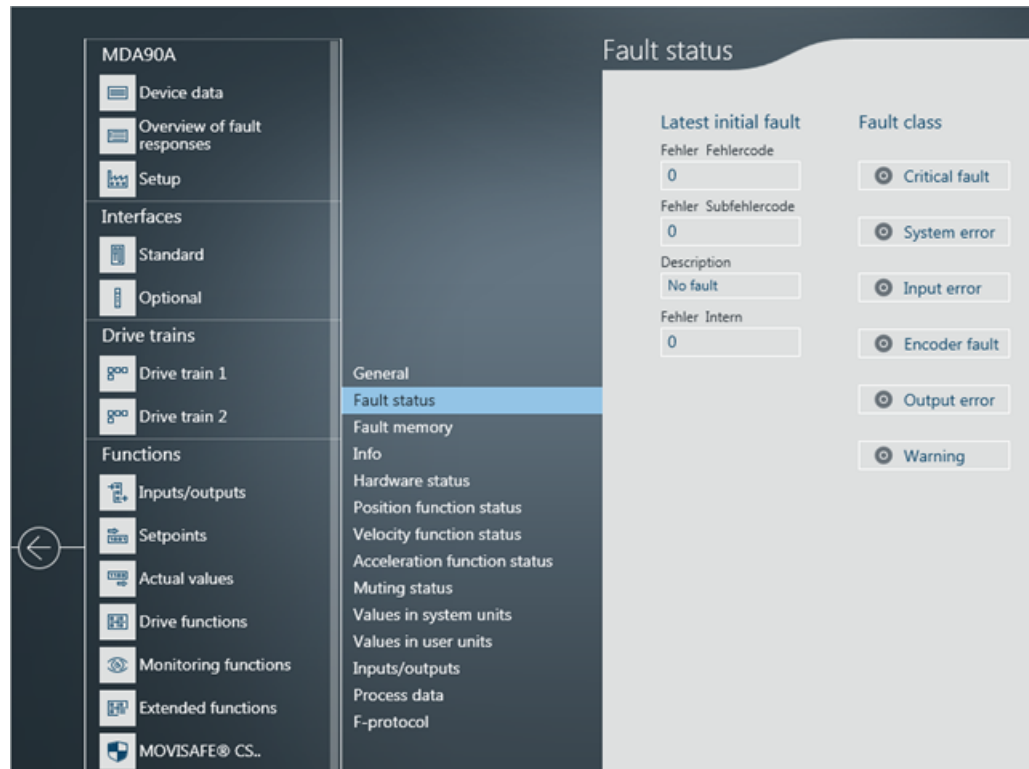 MDA90A
Device data
Overview of fault
responses
Setup
Interfaces
Standard
Optional
Drive trains
Drive train 1
Drive train 2
Functions
Inputs/outputs
Setpoints
Actual values
Drive functions
Monitoring functions
Extended functions
MOVISAFE® CS..
General
Fault status
Fault memory
Info
Hardware status
Position function status
Velocity function status
Acceleration function status
Muting status
Values in system units
Values in user units
Inputs/outputs
Process data
F-protocol
Fault status
Latest initial fault
Fehler Fehlercode
0
Fehler Subfehlercode
0
Description
No fault
Fehler Intern
0
Fault class
Critical fault
System error
Input error
Encoder fault
Output error
Warning